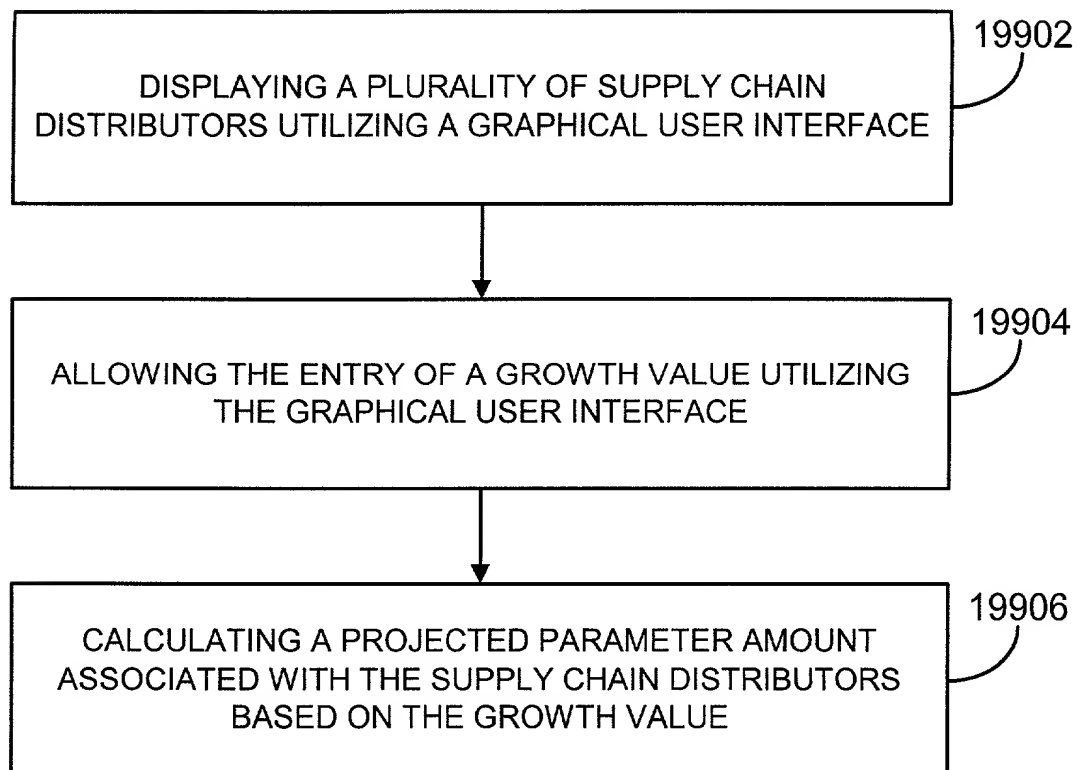 19902
DISPLAYING A PLURALITY OF SUPPLY CHAIN
DISTRIBUTORS UTILIZING A GRAPHICAL USER INTERFACE
19904
ALLOWING THE ENTRY OF A GROWTH VALUE UTILIZING
THE GRAPHICAL USER INTERFACE
19906
CALCULATING A PROJECTED PARAMETER AMOUNT
ASSOCIATED WITH THE SUPPLY CHAIN DISTRIBUTORS
BASED ON THE GROWTH VALUE